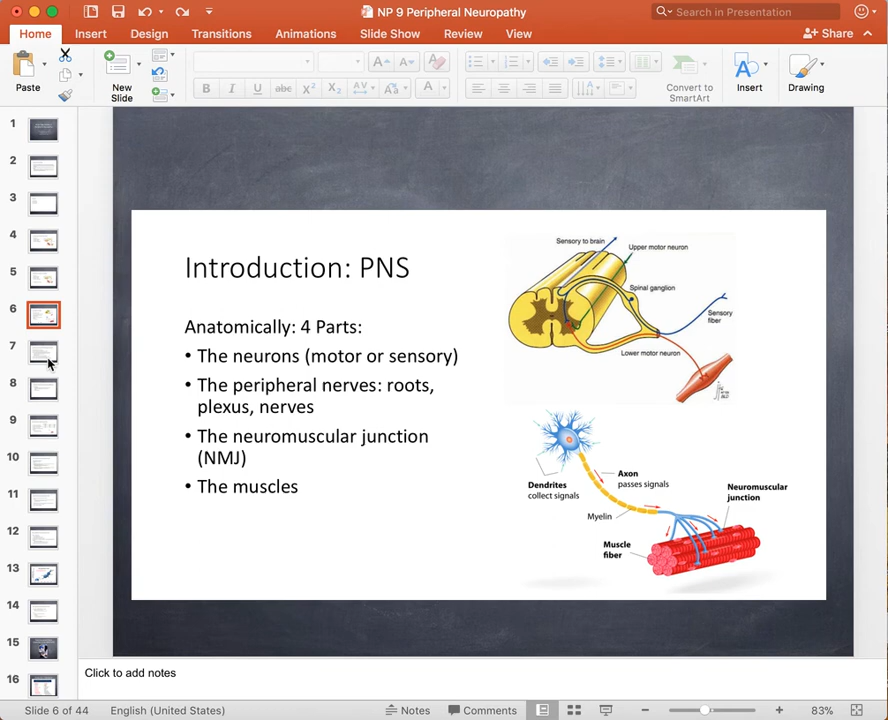 NP 9 Peripheral Neuropathy
Search in Presentation
Home
Insert
Design
Transitions
Animations
Slide Show
Review
View
Share
Paste
New
Slide
Convert to
SmartArt
Insert
Drawing
1
2
3
4
5
6
7
8
9
10
11
12
13
14
15
16
Introduction: PNS
Anatomically: 4 Parts:
• The neurons (motor or sensory)
• The peripheral nerves: roots,
plexus, nerves
• The neuromuscular junction
(NMJ)
• The muscles
Sensory to brain
Upper motor neuron
Spinal ganglion
Sensory
fiber
Lower motor neuron
Dendrites
collect signals
Axon
passes signals
Myelin
Neuromuscular
junction
Muscle
fiber
Click to add notes
Slide 6 of 44
English (United States)
Notes
Comments
83%